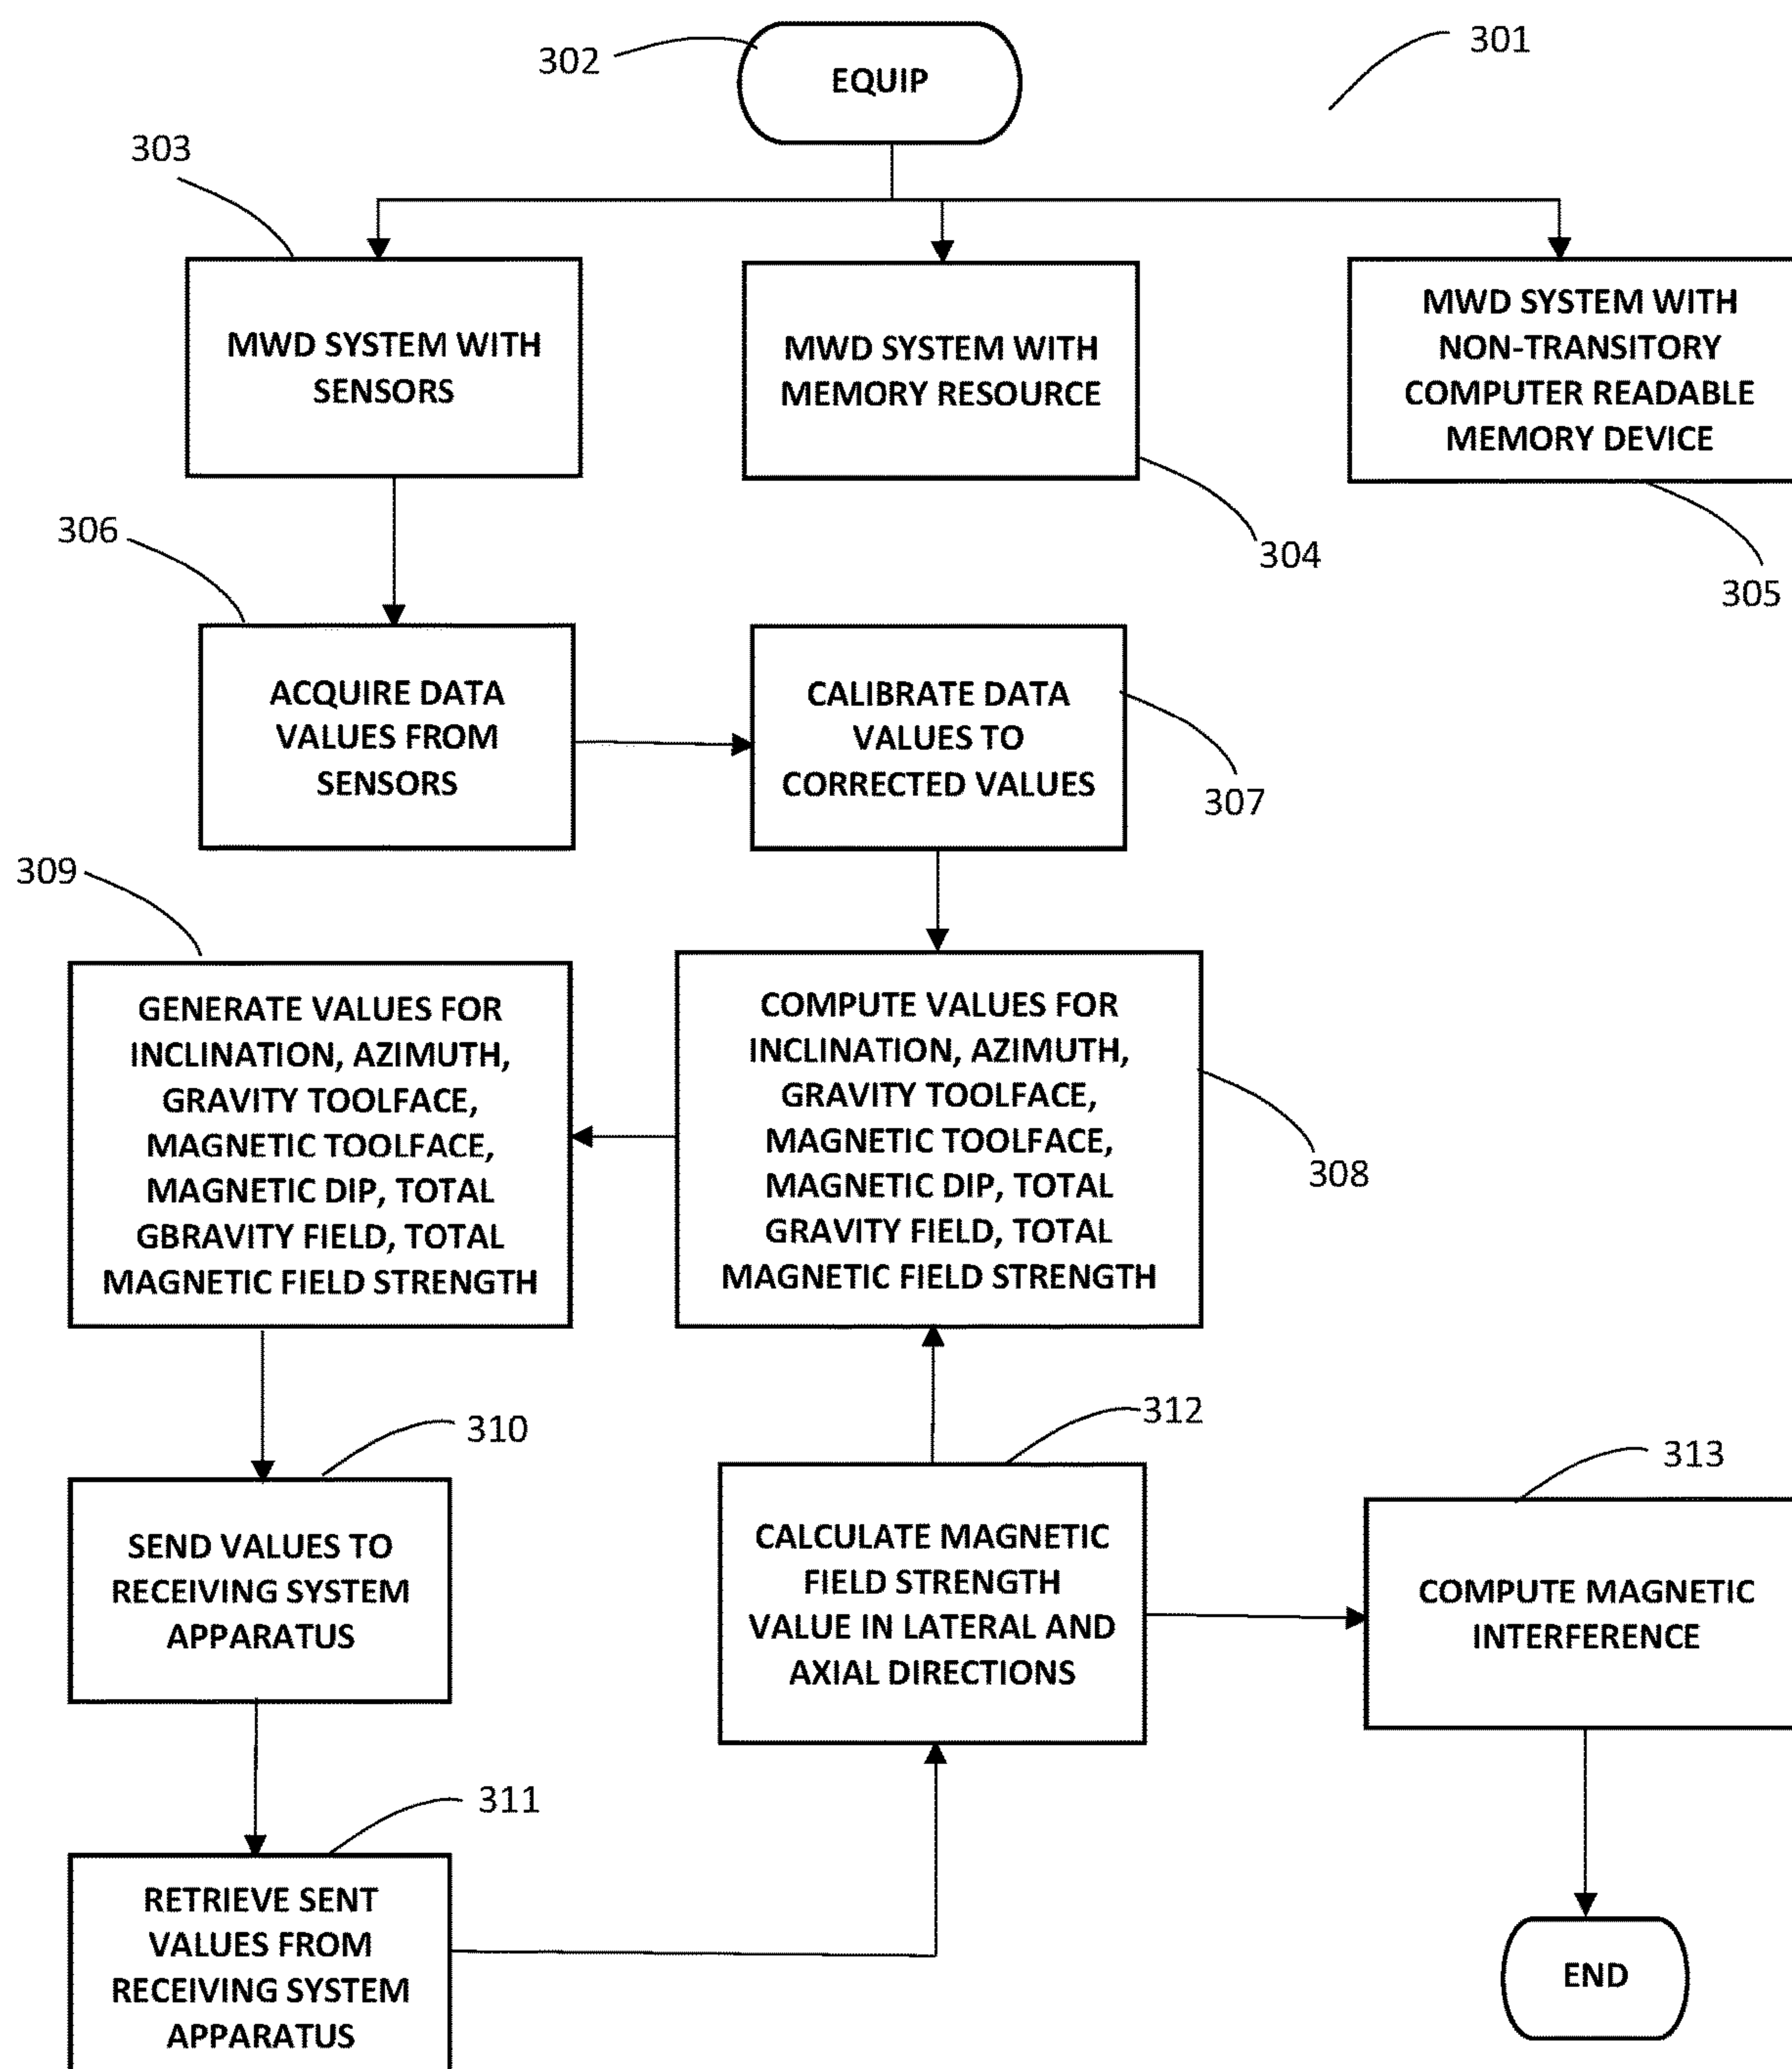 302
EQUIP
301
303
MWD SYSTEM WITH
SENSORS
MWD SYSTEM WITH
MEMORY RESOURCE
MWD SYSTEM WITH
NON-TRANSITORY
COMPUTER READABLE
MEMORY DEVICE
304
305
306
ACQUIRE DATA
VALUES FROM
SENSORS
CALIBRATE DATA
VALUES TO
CORRECTED VALUES
307
309
GENERATE VALUES FOR
INCLINATION, AZIMUTH,
GRAVITY TOOLFACE,
MAGNETIC TOOLFACE,
MAGNETIC DIP, TOTAL
GBRAVITY FIELD, TOTAL
MAGNETIC FIELD STRENGTH
COMPUTE VALUES FOR
INCLINATION, AZIMUTH,
GRAVITY TOOLFACE,
MAGNETIC TOOLFACE,
MAGNETIC DIP, TOTAL
GRAVITY FIELD, TOTAL
MAGNETIC FIELD STRENGTH
308
310
SEND VALUES TO
RECEIVING SYSTEM
APPARATUS
312
CALCULATE MAGNETIC
FIELD STRENGTH
VALUE IN LATERAL AND
AXIAL DIRECTIONS
313
COMPUTE MAGNETIC
INTERFERENCE
311
RETRIEVE SENT
VALUES FROM
RECEIVING SYSTEM
APPARATUS
END